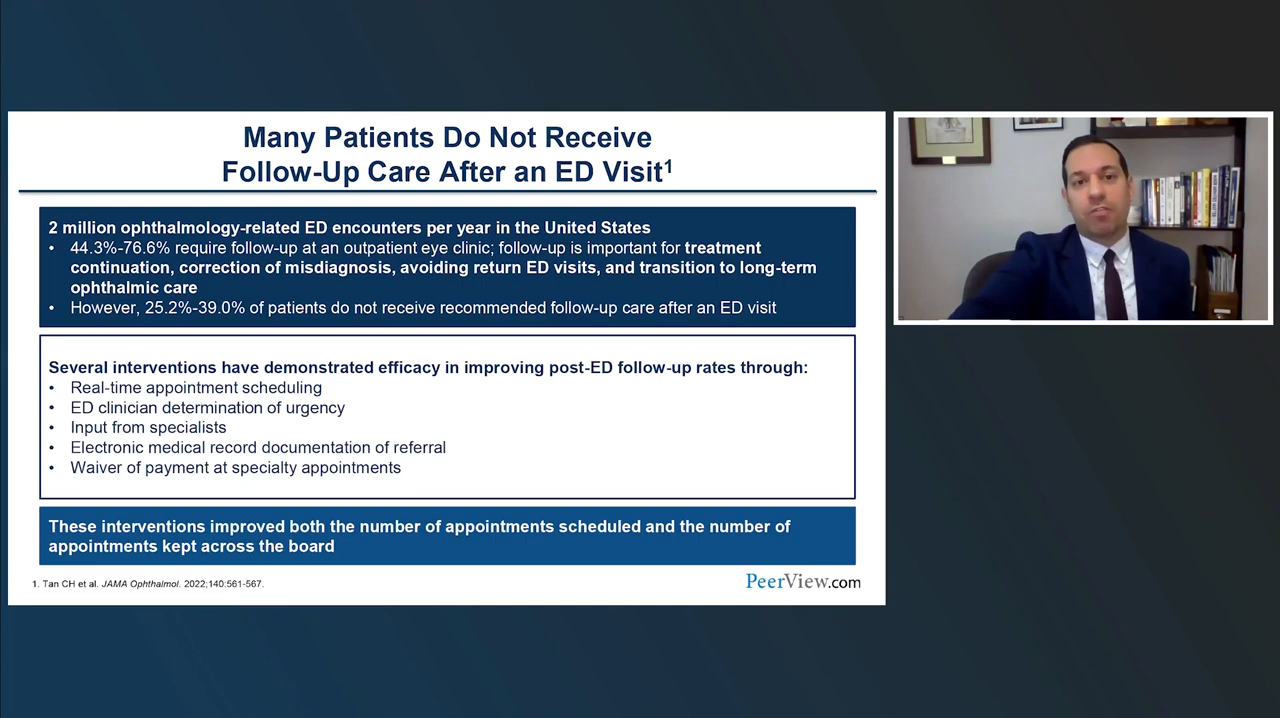 Many Patients Do Not Receive
Follow-Up Care After an ED Visit¹
2 million ophthalmology-related ED encounters per year in the United States
• 44.3%-76.6% require follow-up at an outpatient eye clinic; follow-up is important for treatment
continuation, correction of misdiagnosis, avoiding return ED visits, and transition to long-term
ophthalmic care
• However, 25.2%-39.0% of patients do not receive recommended follow-up care after an ED visit
Several interventions have demonstrated efficacy in improving post-ED follow-up rates through:
• Real-time appointment scheduling
• ED clinician determination of urgency
• Input from specialists
• Electronic medical record documentation of referral
• Waiver of payment at specialty appointments
These interventions improved both the number of appointments scheduled and the number of
appointments kept across the board
1. Tan CH et al. JAMA Ophthalmol. 2022;140:561-567.
PeerView.com